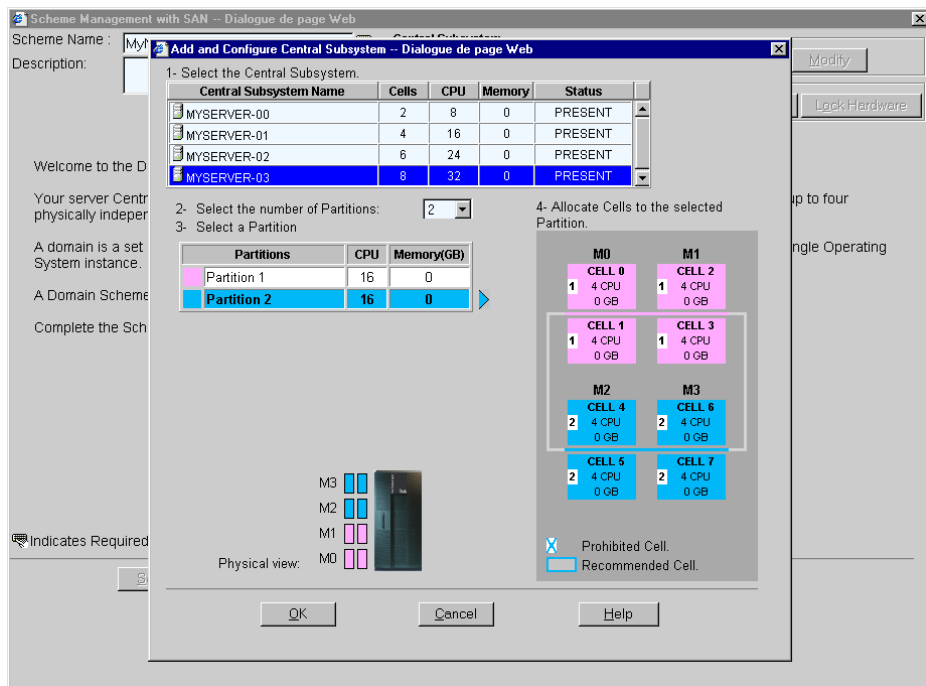 Scheme Management with SAN -- Dialogue de page Web
Scheme Name :
Description:
Modify
Lock Hardware
Welcome to the D
Your server Centr
up to four
physically indeper
A domain is a set
ngle Operating
System instance.
A Domain Scheme
Complete the Sch
Indicates Required
Add and Configure Central Subsystem -- Dialogue de page Web
1- Select the Central Subsystem.
Central Subsystem Name Cells CPU Memory Status
MYSERVER-00 2 8 0 PRESENT
MYSERVER-01 4 16 0 PRESENT
MYSERVER-02 6 24 0 PRESENT
MYSERVER-03 8 32 0 PRESENT
2- Select the number of Partitions: 2
3- Select a Partition
Partitions CPU Memory(GB)
Partition 1 16 0
Partition 2 16 0
4- Allocate Cells to the selected
Partition.
M0 M1
CELL 0 CELL 2
1 4 CPU 1 4 CPU
0 GB 0 GB
CELL 1 CELL 3
1 4 CPU 1 4 CPU
0 GB 0 GB
M2 M3
CELL 4 CELL 6
2 4 CPU 2 4 CPU
0 GB 0 GB
CELL 5 CELL 7
2 4 CPU 2 4 CPU
0 GB 0 GB
X Prohibited Cell.
Recommended Cell.
M3
M2
M1
Physical view: M0
OK Cancel Help